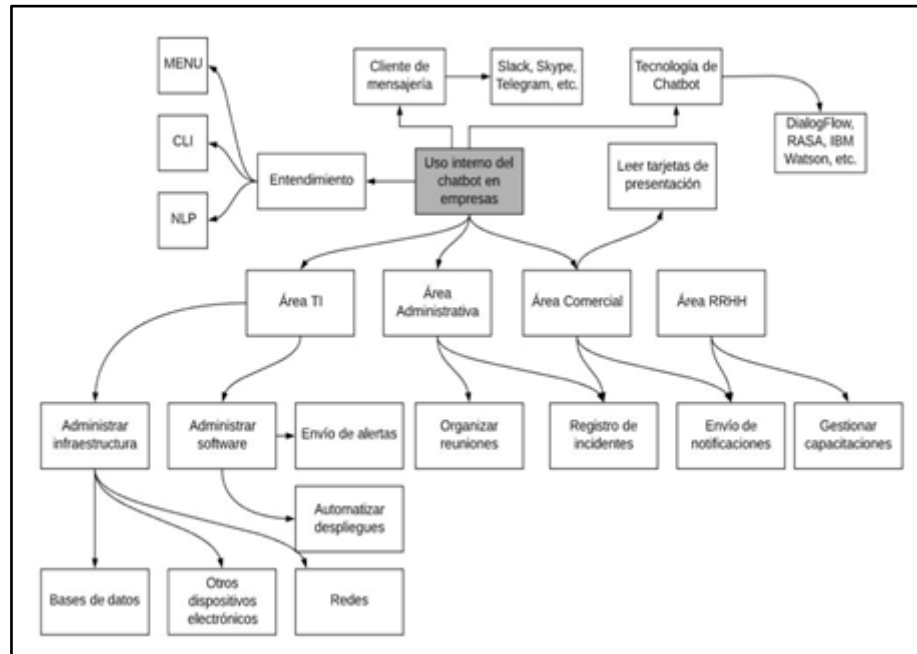 MENU
Cliente de
mensajería
Slack, Skype,
Telegram, etc.
Tecnología de
Chatbot
DialogFlow,
RASA, IBM
Watson, etc.
CLI
Entendimiento
Uso interno del
chatbot en
empresas
Leer tarjetas de
presentación
NLP
Área TI
Área
Administrativa
Área Comercial
Área RRHH
Administrar
infraestructura
Administrar
software
Envío de alertas
Organizar
reuniones
Registro de
incidentes
Envío de
notificaciones
Gestionar
capacitaciones
Automatizar
despliegues
Bases de datos
Otros
dispositivos
electrónicos
Redes